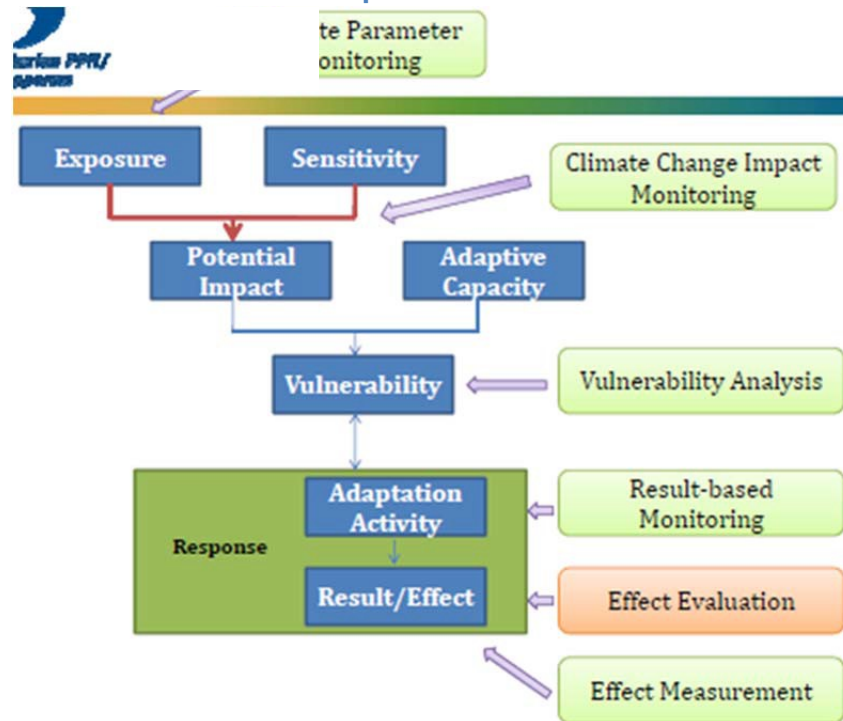 te Parameter
onitoring
Exposure
Sensitivity
Climate Change Impact
Monitoring
Potential
Impact
Adaptive
Capacity
Vulnerability
Vulnerability Analysis
Adaptation
Activity
Result-based
Monitoring
Response
Result/Effect
Effect Evaluation
Effect Measurement